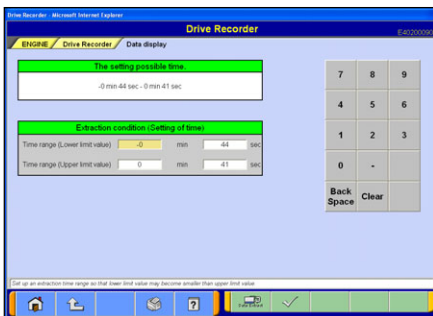 Drive Recorder - Microsoft Internet Explorer
Drive Recorder
E40200090
ENGINE Drive Recorder Data display
The setting possible time.
-0 min 44 sec - 0 min 41 sec
Extraction condition (Setting of time)
Time range (Lower limit value) -0 min 44 sec
Time range (Upper limit value) 0 min 41 sec
7 8 9
4 5 6
1 2 3
0 -
Back Space Clear
Set up an extraction time range so that lower limit value may become smaller than upper limit value
?